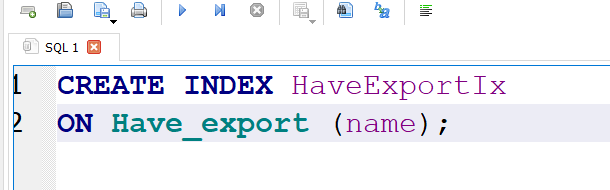 SQL 1
1 CREATE INDEX HaveExportIx
2 ON Have_export (name);